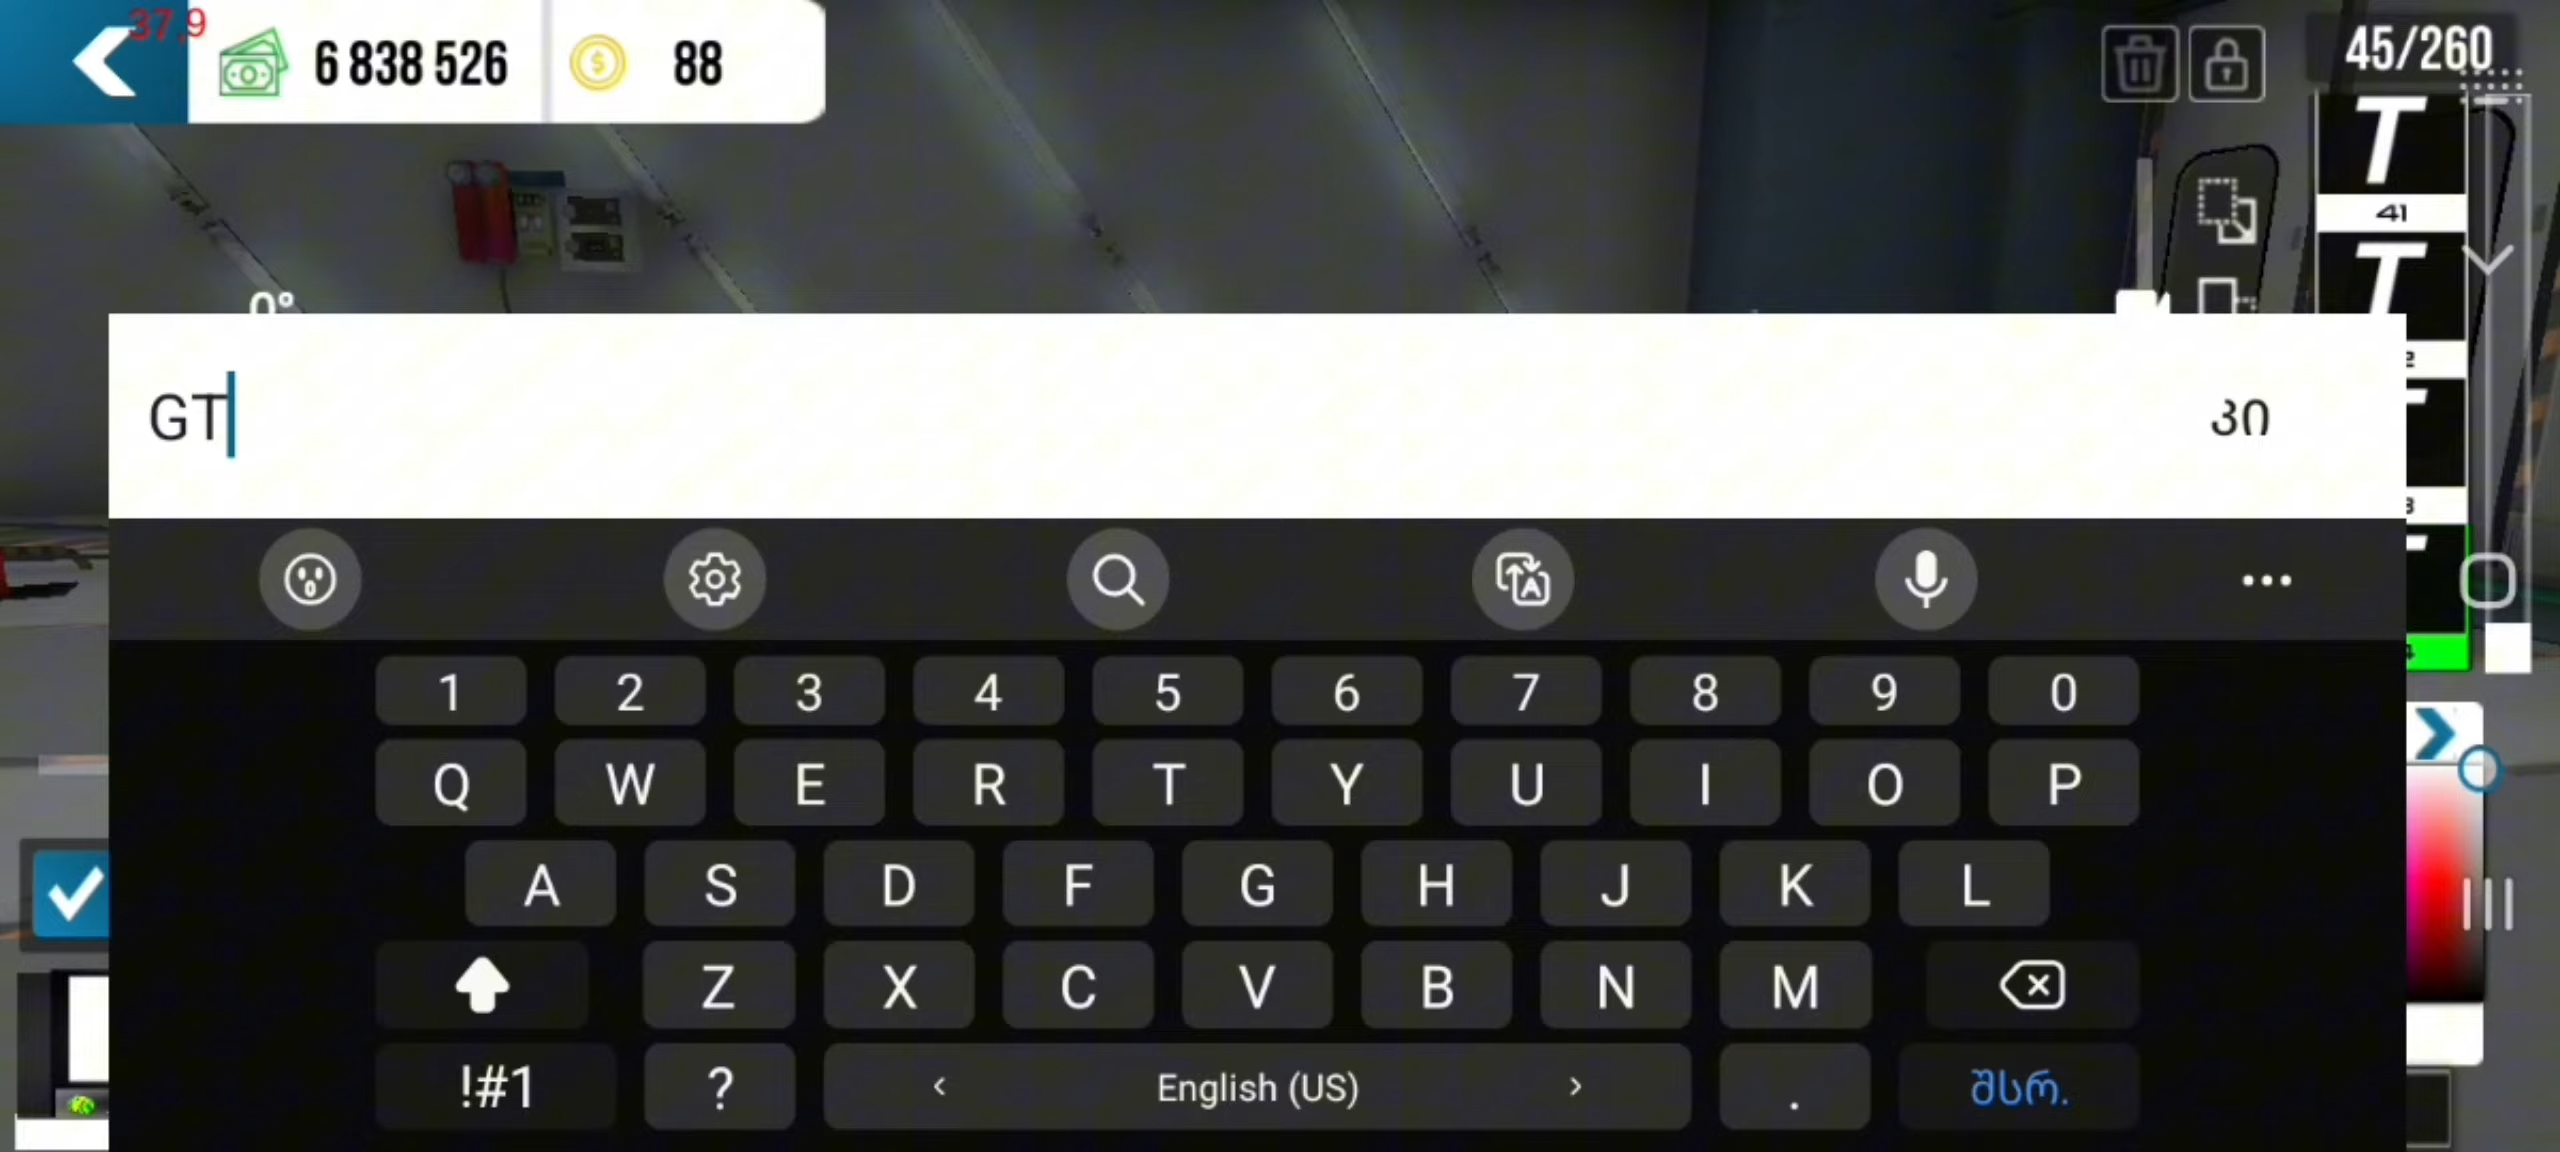 37,9
6 838 526
88
45/260
T
41
T
0°
GT
კი
1 2 3 4 5 6 7 8 9 0
Q W E R T Y U I O P
A S D F G H J K L
Z X C V B N M
!#1 ? < English (US) > . შსრ.